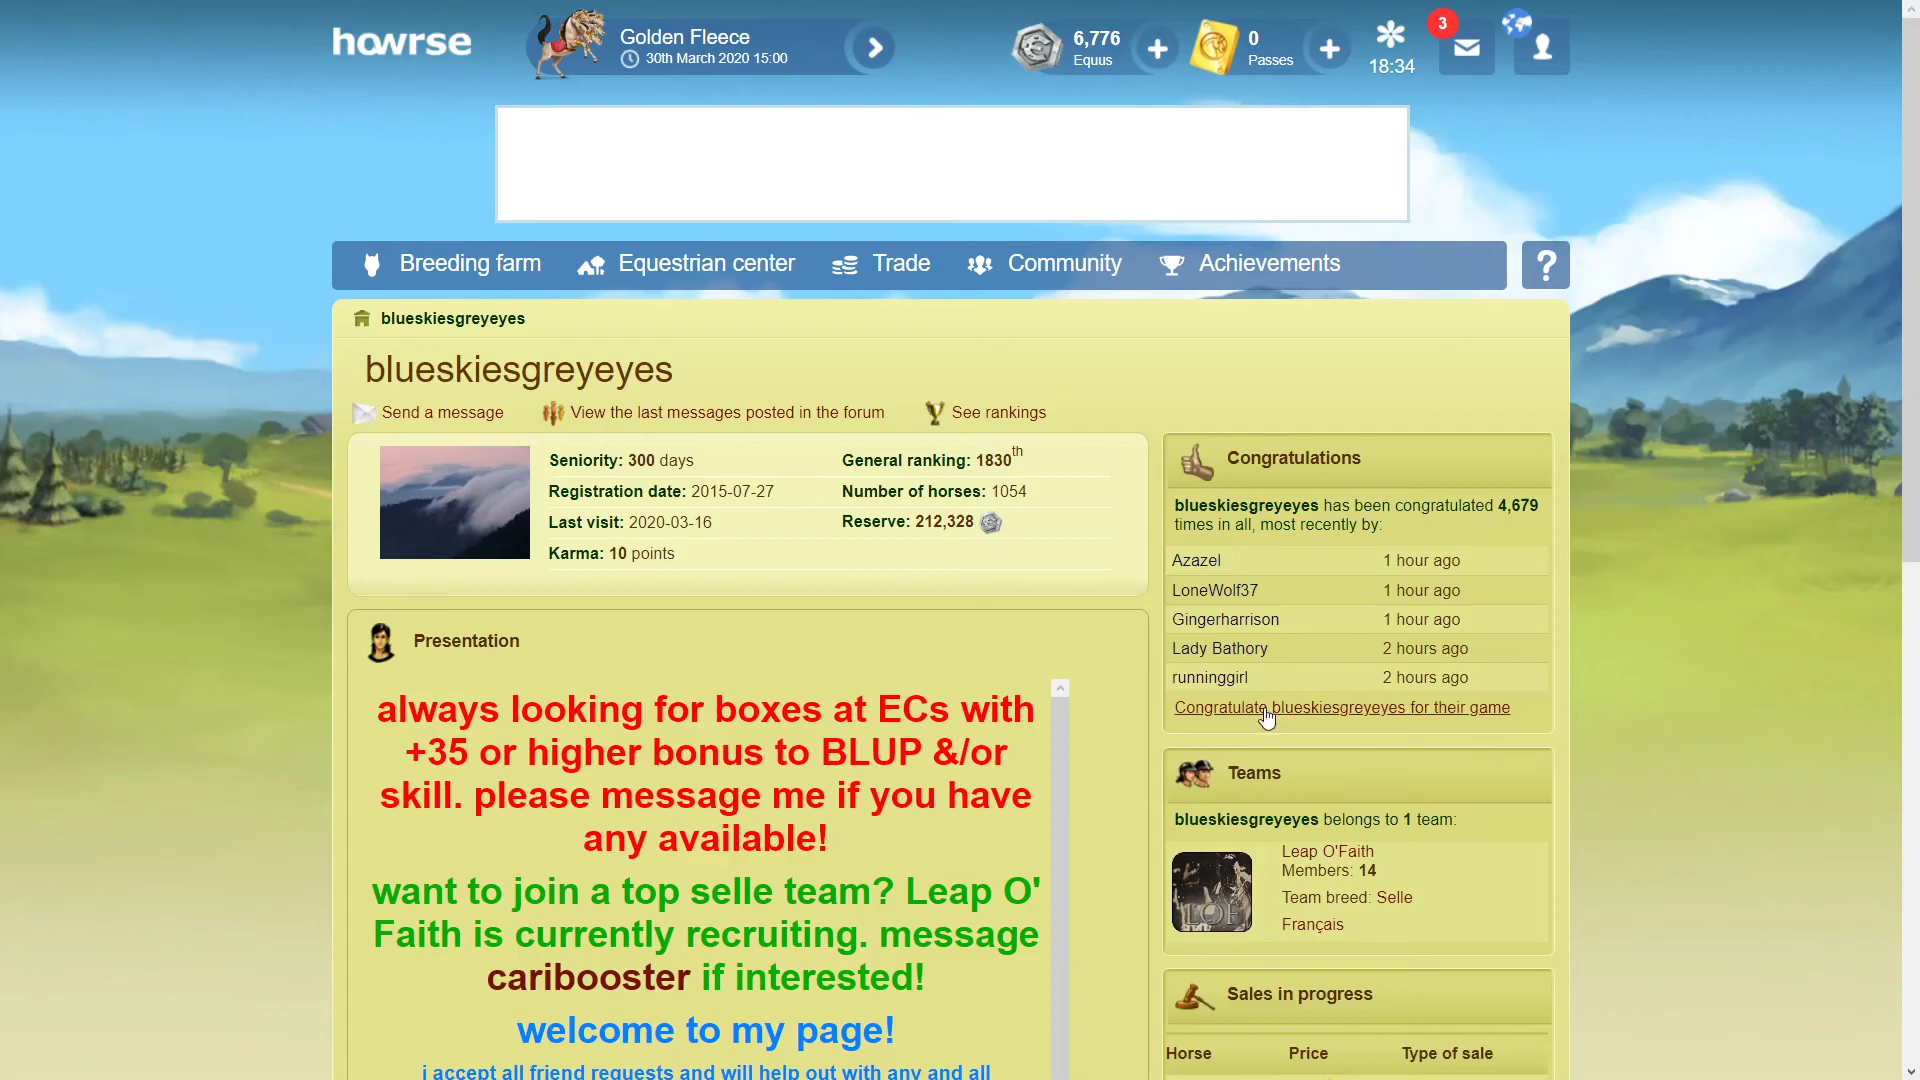 howrse
Golden Fleece
30th March 2020 15:00
6,776
Equus
0
Passes
18:34
3
Breeding farm
Equestrian center
Trade
Community
Achievements
?
blueskiesgreyeyes
blueskiesgreyeyes
Send a message
View the last messages posted in the forum
See rankings
Seniority: 300 days
General ranking: 1830th
Registration date: 2015-07-27
Number of horses: 1054
Last visit: 2020-03-16
Reserve: 212,328
Karma: 10 points
Presentation
always looking for boxes at ECs with
+35 or higher bonus to BLUP &/or
skill. please message me if you have
any available!
want to join a top selle team? Leap O'
Faith is currently recruiting. message
caribooster if interested!
welcome to my page!
i accept all friend requests and will help out with any and all
Congratulations
blueskiesgreyeyes has been congratulated 4,679
times in all, most recently by:
Azazel 1 hour ago
LoneWolf37 1 hour ago
Gingerharrison 1 hour ago
Lady Bathory 2 hours ago
runninggirl 2 hours ago
Congratulate blueskiesgreyeyes for their game
Teams
blueskiesgreyeyes belongs to 1 team:
LOF
Leap O'Faith
Members: 14
Team breed: Selle
Français
Sales in progress
Horse Price Type of sale